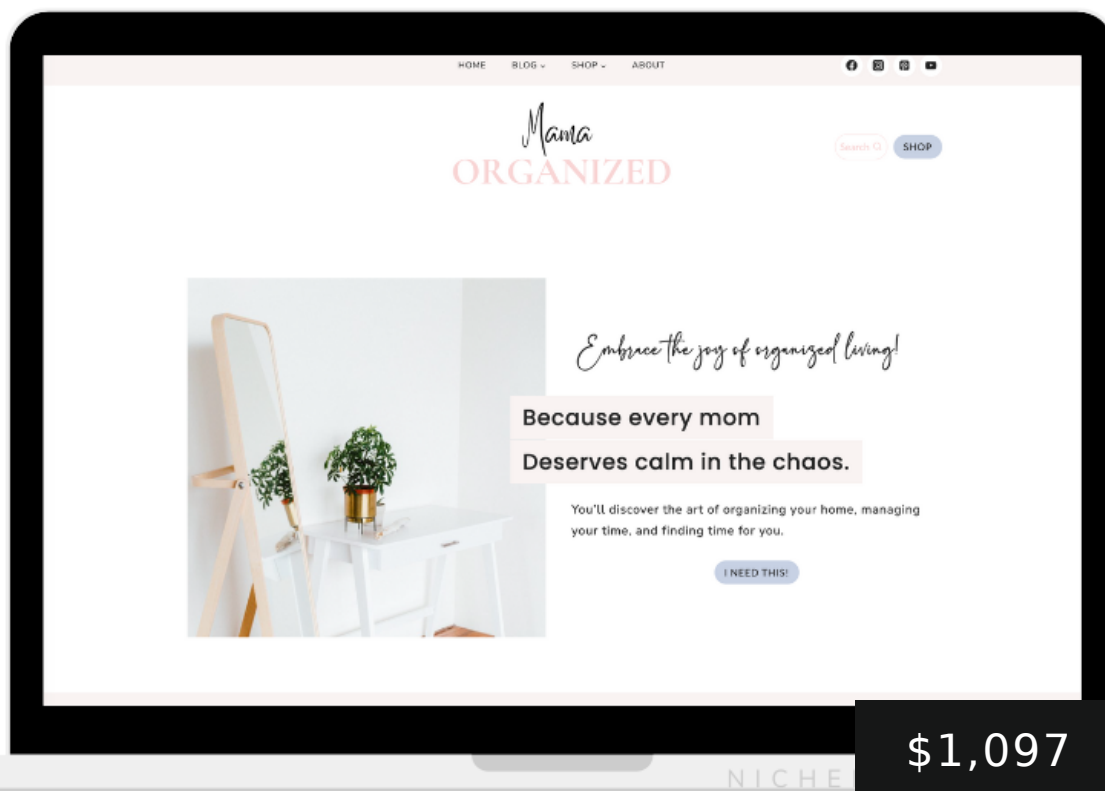 HOME BLOG SHOP ABOUT
Mama
ORGANIZED
Search SHOP
Embrace the joy of organized living!
Because every mom
Deserves calm in the chaos.
You'll discover the art of organizing your home, managing
your time, and finding time for you.
I NEED THIS!
$1,097